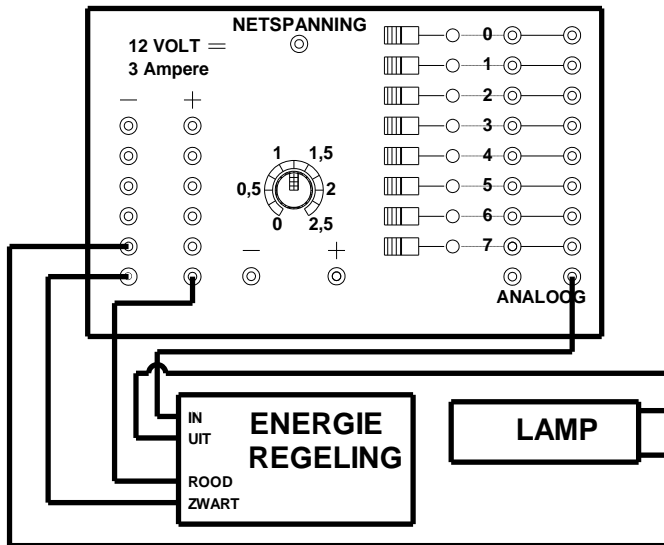 NETSPANNING
12 VOLT =
3 Ampere
− +
0
1
2
3
4
5
6
7
ANALOOG
1 1,5
0,5 2
0 2,5
− +
IN
UIT
ROOD
ZWART
ENERGIE
REGELING
LAMP